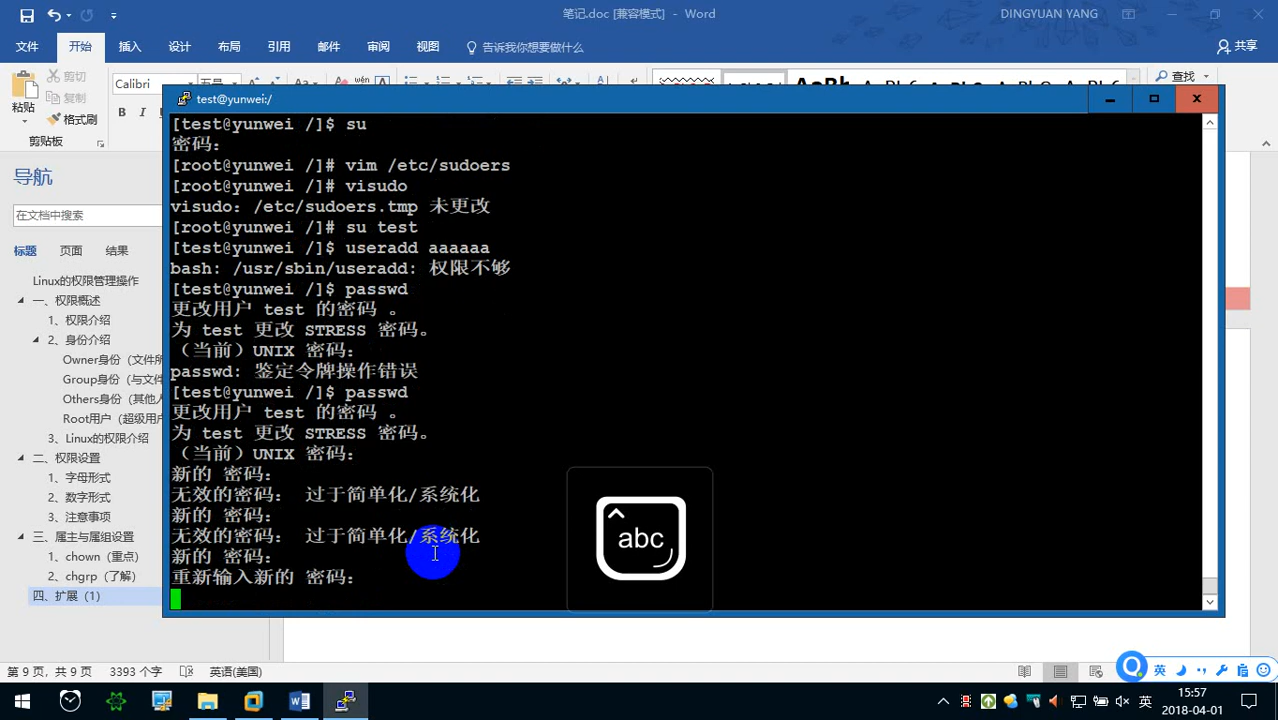 笔记.doc [兼容模式] - Word
DINGYUAN YANG
文件
开始
插入
设计
布局
引用
邮件
审阅
视图
告诉我你想要做什么
共享
粘贴
剪切
复制
格式刷
剪贴板
Calibri
五号
B
I
查找
导航
在文档中搜索
标题
页面
结果
Linux的权限管理操作
一、权限概述
1、权限介绍
2、身份介绍
Owner身份（文件所
Group身份（与文件
Others身份（其他人
Root用户（超级用户
3、Linux的权限介绍
二、权限设置
1、字母形式
2、数字形式
3、注意事项
三、属主与属组设置
1、chown（重点）
2、chgrp（了解）
四、扩展（1）
test@yunwei:/
[test@yunwei /]$ su
密码：
[root@yunwei /]# vim /etc/sudoers
[root@yunwei /]# visudo
visudo: /etc/sudoers.tmp 未更改
[root@yunwei /]# su test
[test@yunwei /]$ useradd aaaaaa
bash: /usr/sbin/useradd: 权限不够
[test@yunwei /]$ passwd
更改用户 test 的密码 。
为 test 更改 STRESS 密码。
（当前）UNIX 密码：
passwd: 鉴定令牌操作错误
[test@yunwei /]$ passwd
更改用户 test 的密码 。
为 test 更改 STRESS 密码。
（当前）UNIX 密码：
新的 密码：
无效的密码： 过于简单化/系统化
新的 密码：
无效的密码： 过于简单化/系统化
新的 密码：
重新输入新的 密码：
abc
第 9 页，共 9 页
3393 个字
英语(美国)
英
英
15:57
2018-04-01